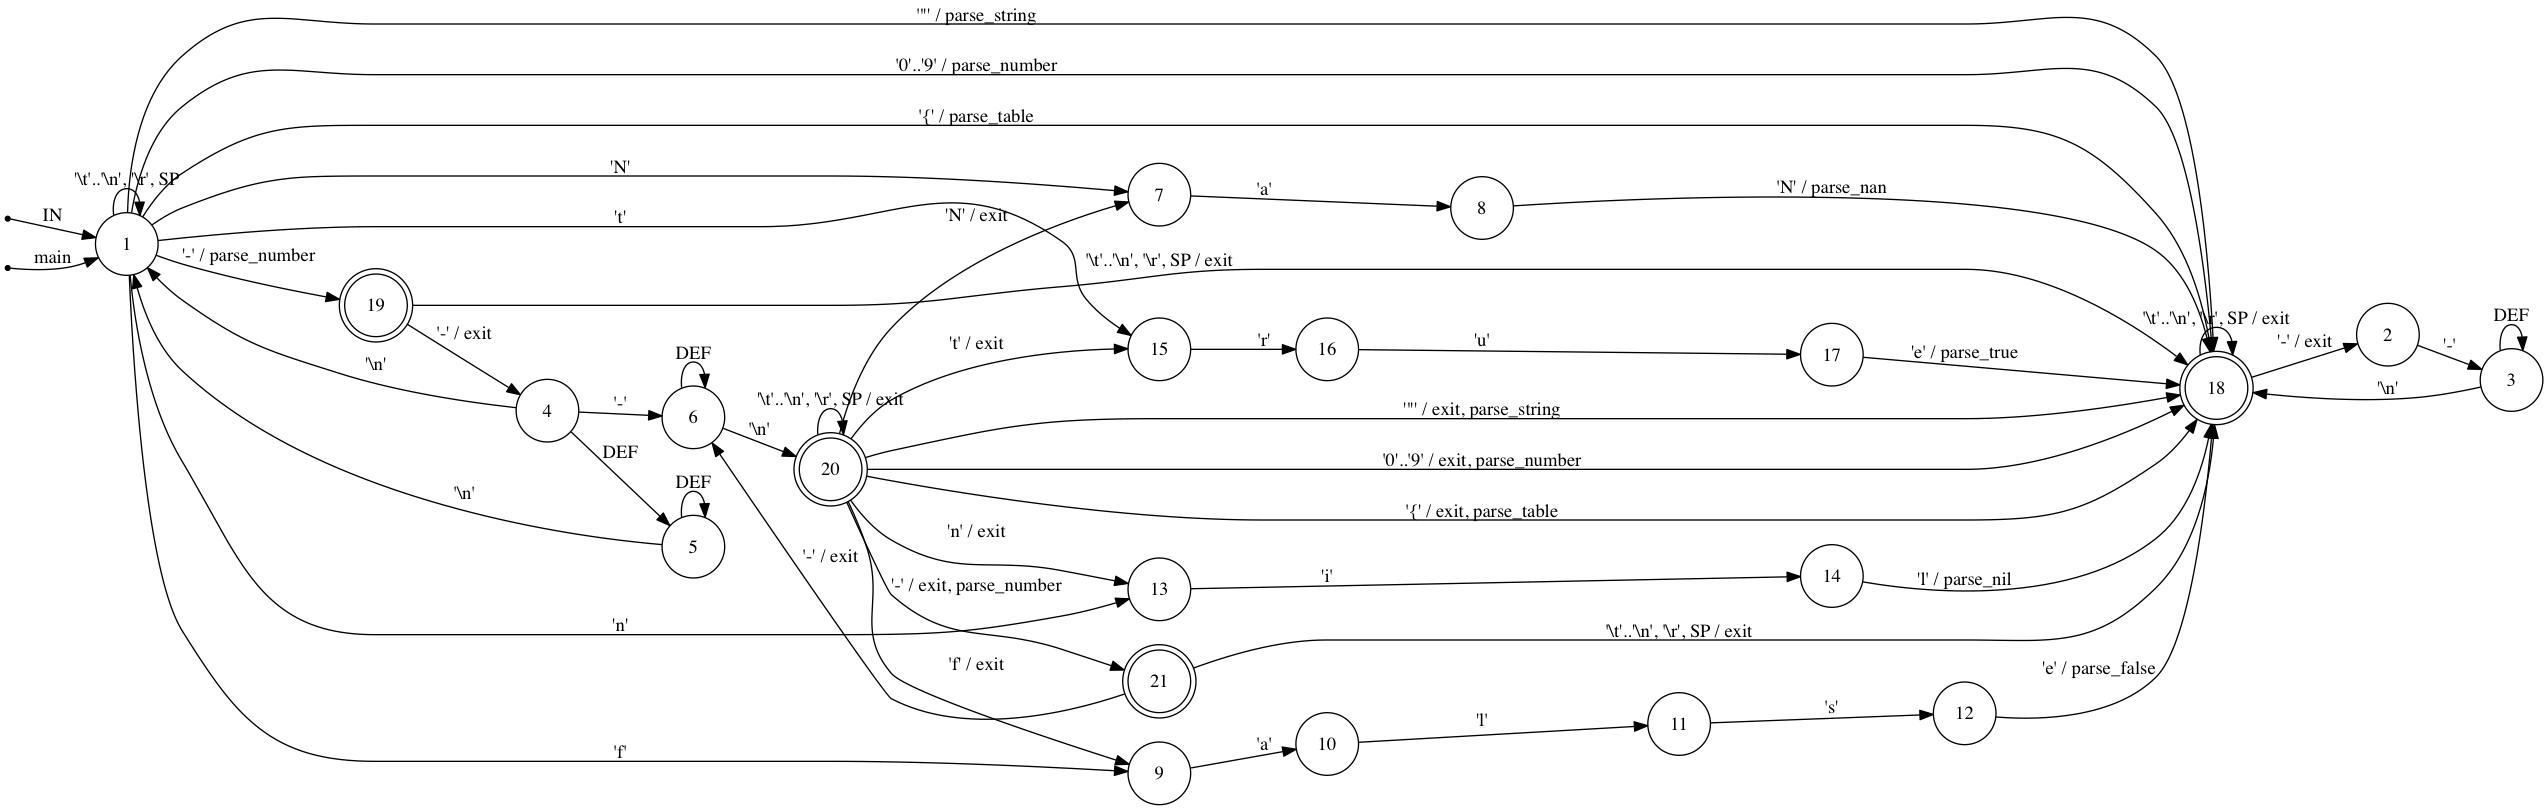 '"' / parse_string
'0'..'9' / parse_number
'{' / parse_table
'N'
'\t'..'\n', '\r', SP
IN
main
1
't'
'-' / parse_number
19
'-' / exit
'\n'
4
'-'
DEF
6
DEF
'\n'
DEF
5
'\n'
'n'
'f'
'\t'..'\n', '\r', SP / exit
20
'N' / exit
't' / exit
'\t'..'\n', '\r', SP / exit
'"' / exit, parse_string
'0'..'9' / exit, parse_number
'{' / exit, parse_table
'n' / exit
'-' / exit
'-' / exit, parse_number
'f' / exit
7
'a'
8
'N' / parse_nan
15
'r'
16
'u'
17
'e' / parse_true
13
'i'
14
'l' / parse_nil
21
'\t'..'\n', '\r', SP / exit
9
'a'
10
'l'
11
's'
12
'e' / parse_false
'\t'..'\n', '\r', SP / exit
18
'-' / exit
2
'-'
DEF
3
'\n'